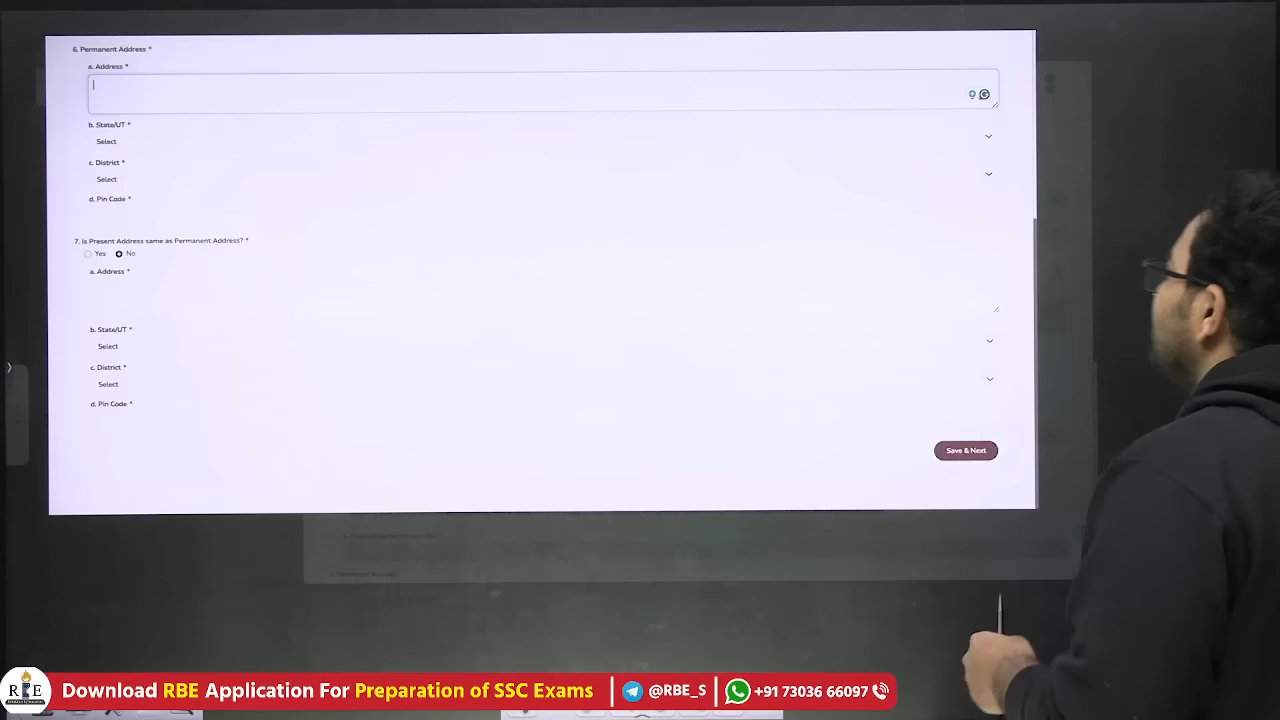 6. Permanent Address *
a. Address *
b. State/UT *
Select
c. District *
Select
d. Pin Code *
7. Is Present Address same as Permanent Address? *
Yes No
a. Address *
b. State/UT *
Select
c. District *
Select
d. Pin Code *
Save & Next
RBE
Download RBE Application For Preparation of SSC Exams @RBE_S +91 73036 66097